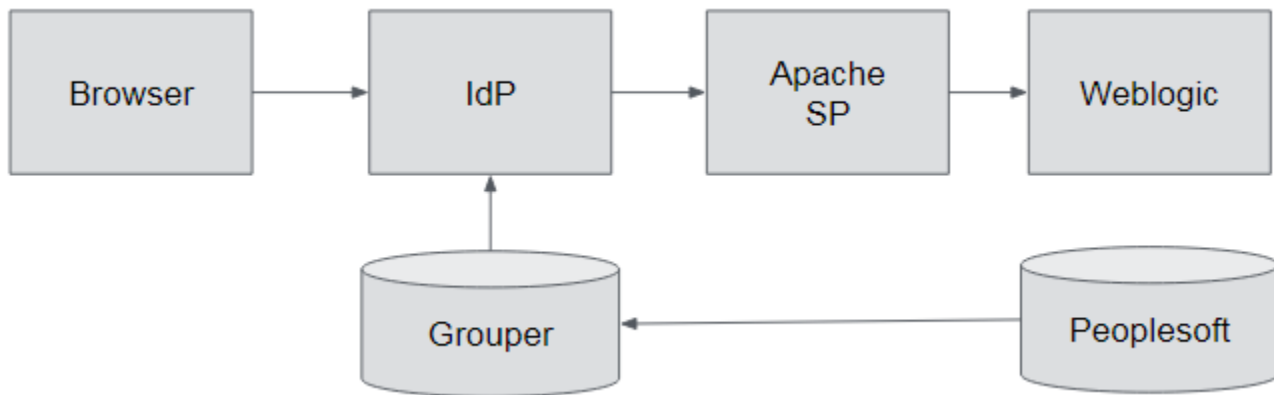 Browser
IdP
Apache
SP
Weblogic
Grouper
Peoplesoft